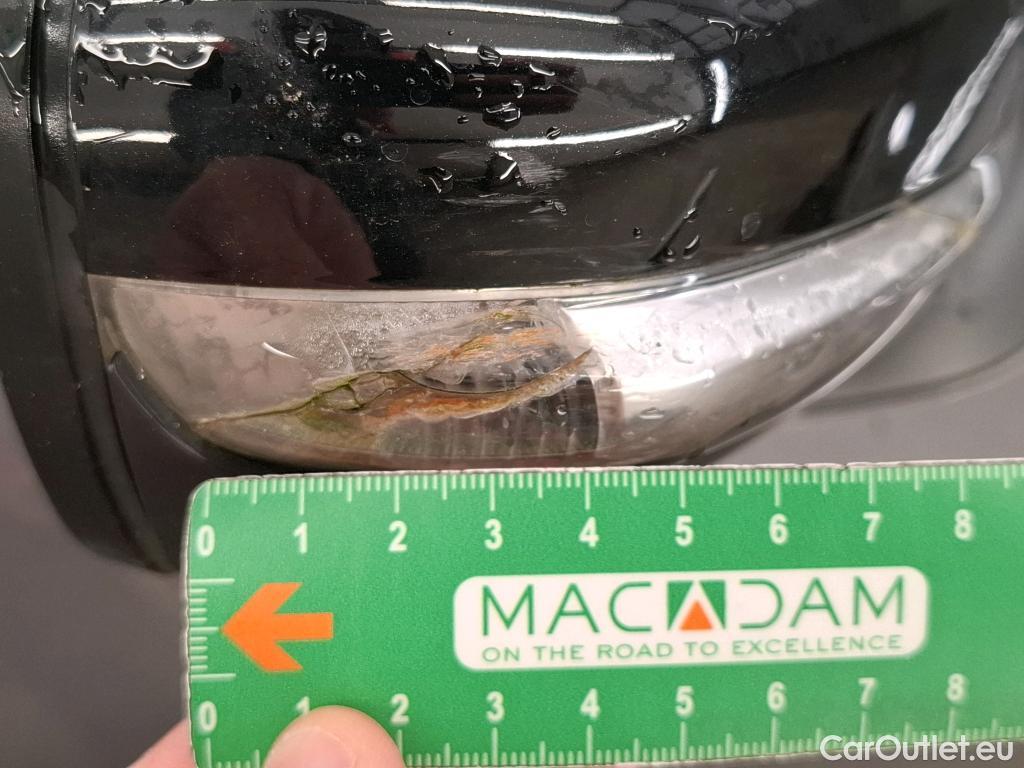 0 1 2 3 4 5 6 7 8
MACADAM
ON THE ROAD TO EXCELLENCE
0 1 2 3 4 5 6 7 8
CarOutlet.eu